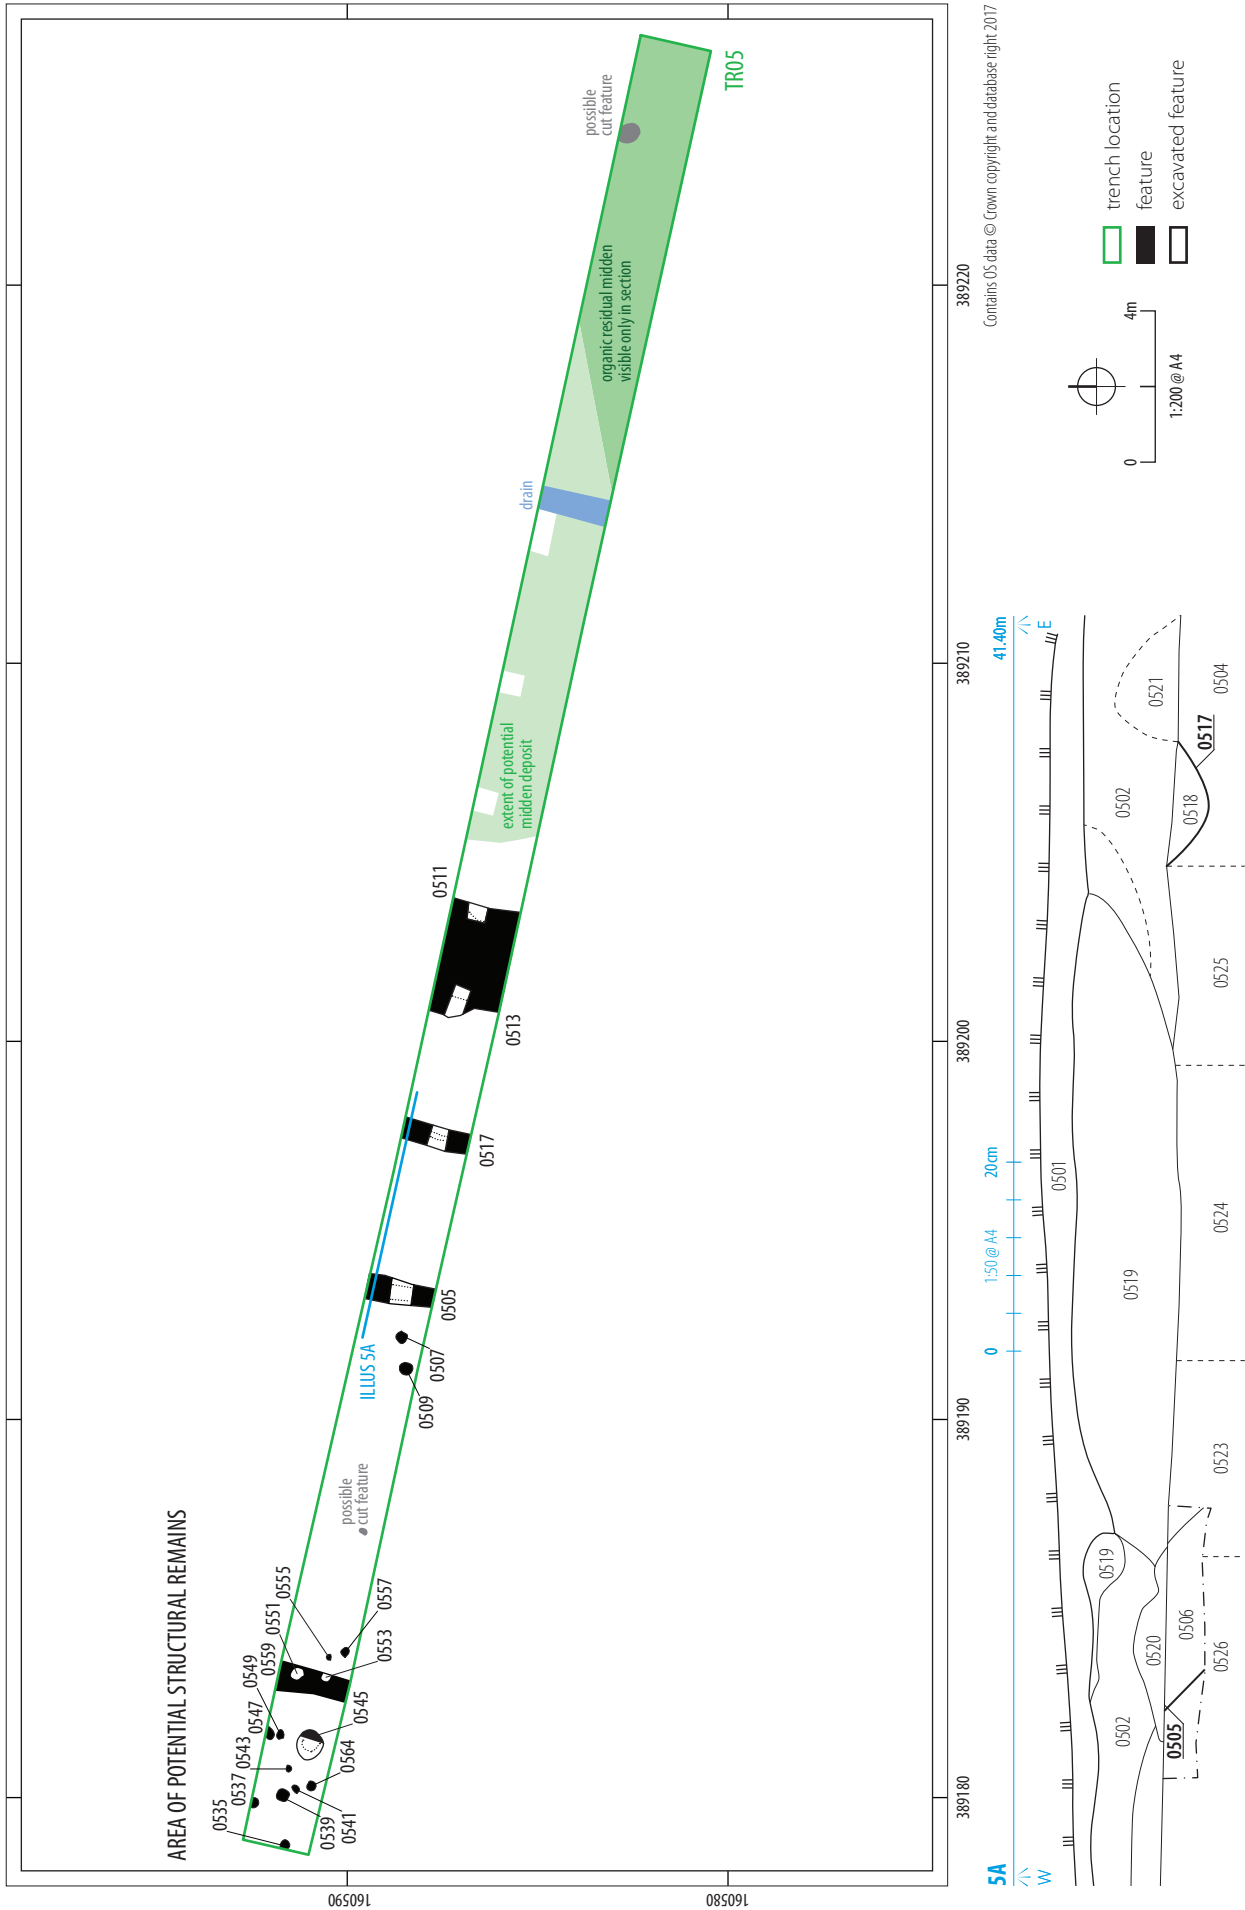 AREA OF POTENTIAL STRUCTURAL REMAINS
0535
0537
0543
0547
0549
0559
0551
0555
0539
0541
0564
0545
0553
0557
possible
cut feature
ILLUS 5A
0509
0507
0505
0517
0513
0511
extent of potential
midden deposit
drain
organic residual midden
visible only in section
possible
cut feature
TR05
160590
160580
389180
389190
389200
389210
389220
Contains OS data © Crown copyright and database right 2017
5A
W
0
1:50 @ A4
20cm
41.40m
E
0501
0502
0519
0519
0520
0506
0505
0526
0523
0524
0525
0502
0518
0517
0521
0504
0
4m
1:200 @ A4
trench location
feature
excavated feature